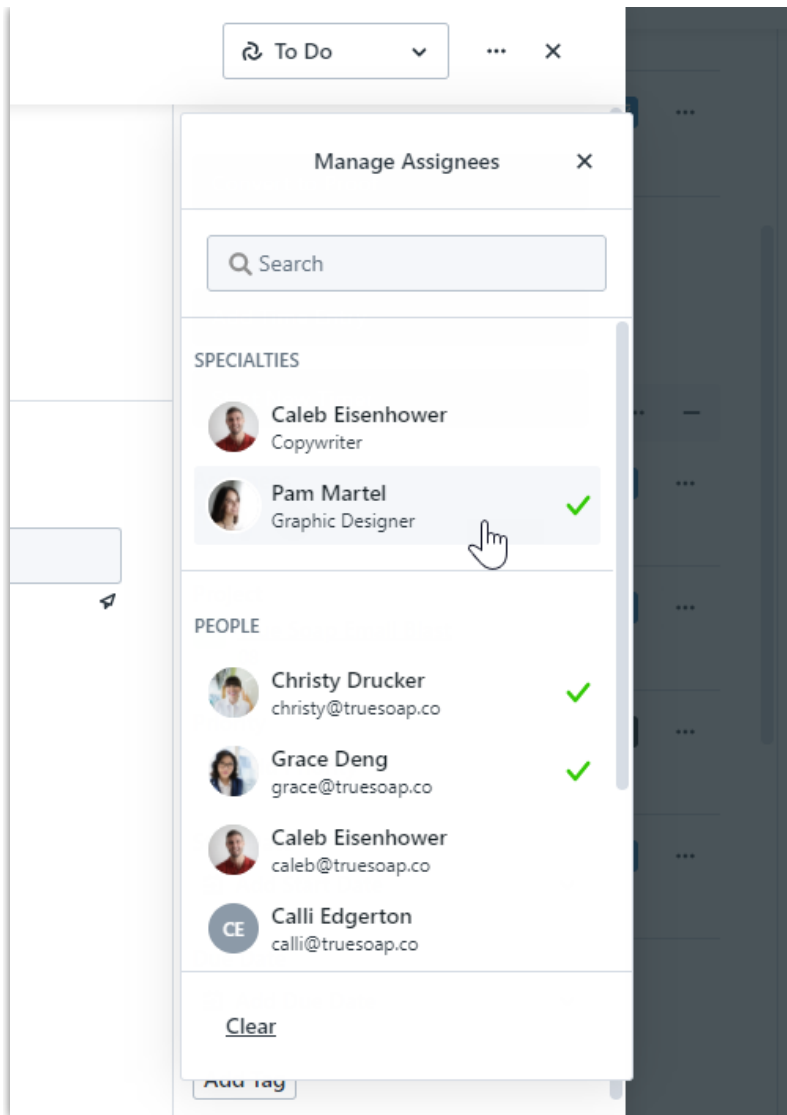 To Do
Manage Assignees
Search
SPECIALTIES
Caleb Eisenhower
Copywriter
Pam Martel
Graphic Designer
PEOPLE
Christy Drucker
christy@truesoap.co
Grace Deng
grace@truesoap.co
Caleb Eisenhower
caleb@truesoap.co
CE
Calli Edgerton
calli@truesoap.co
Clear
Add Tag